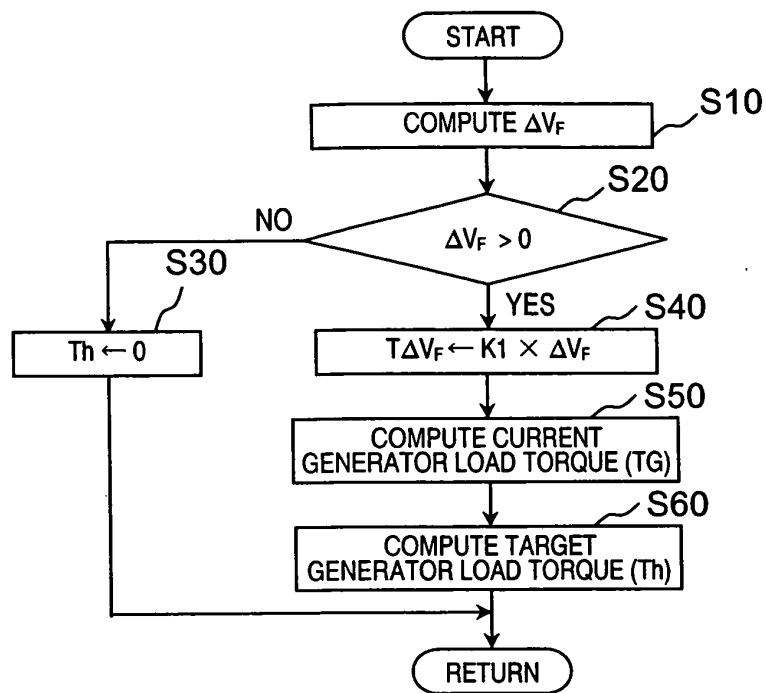 START
COMPUTE ΔVF
S10
S20
ΔVF > 0
NO
YES
S30
Th ← 0
S40
TΔVF ← K1 × ΔVF
S50
COMPUTE CURRENT
GENERATOR LOAD TORQUE (TG)
S60
COMPUTE TARGET
GENERATOR LOAD TORQUE (Th)
RETURN